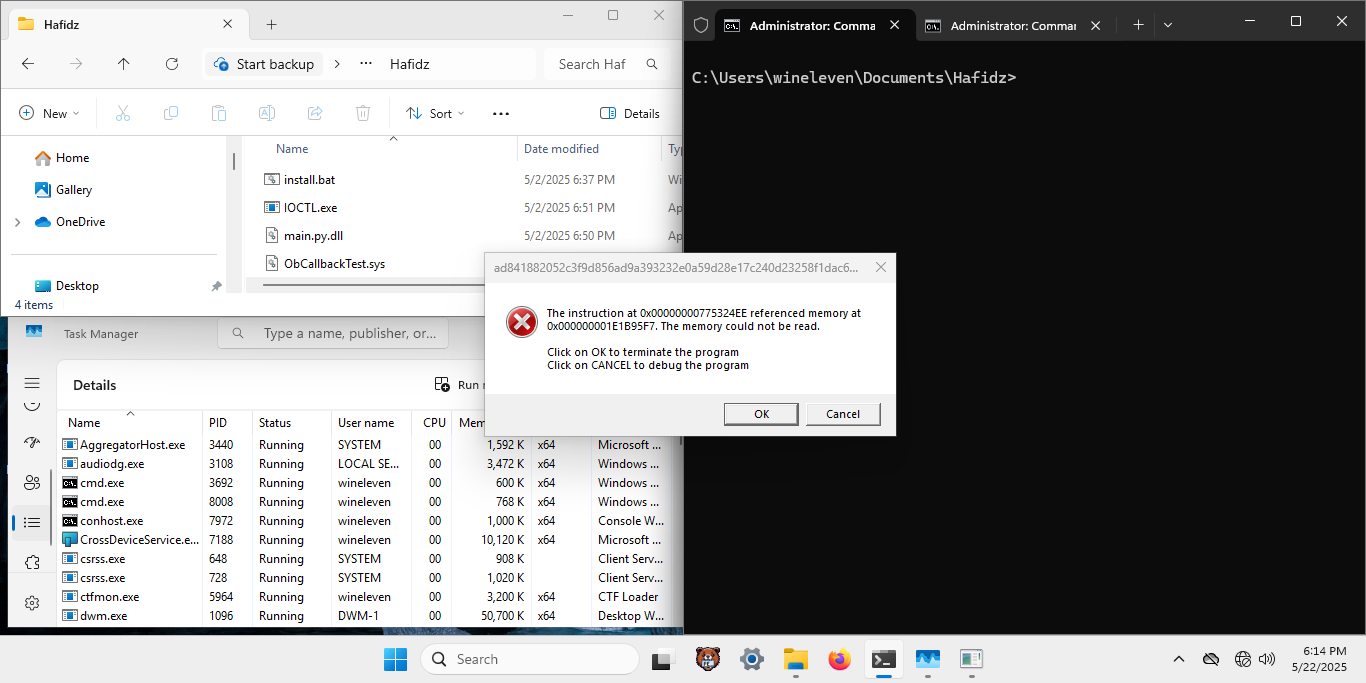 Hafidz
Start backup
Hafidz
Search Haf
New
Sort
Details
Home
Gallery
OneDrive
Desktop
4 items
Name
Date modified
install.bat
5/2/2025 6:37 PM
IOCTL.exe
5/2/2025 6:51 PM
main.py.dll
5/2/2025 6:50 PM
ObCallbackTest.sys
Administrator: Comma
Administrator: Comman
C:\Users\wineleven\Documents\Hafidz>
ad841882052c3f9d856ad9a393232e0a59d28e17c240d23258f1dac6...
The instruction at 0x00000000775324EE referenced memory at
0x000000001E1B95F7. The memory could not be read.
Click on OK to terminate the program
Click on CANCEL to debug the program
OK
Cancel
Task Manager
Type a name, publisher, or...
Details
Run
Name PID Status User name CPU Mem
AggregatorHost.exe 3440 Running SYSTEM 00 1,592 K x64 Microsoft ...
audiodg.exe 3108 Running LOCAL SE... 00 3,472 K x64 Windows ...
cmd.exe 3692 Running wineleven 00 600 K x64 Windows ...
cmd.exe 8008 Running wineleven 00 768 K x64 Windows ...
conhost.exe 7972 Running wineleven 00 1,000 K x64 Console W...
CrossDeviceService.e... 7188 Running wineleven 00 10,120 K x64 Microsoft ...
csrss.exe 648 Running SYSTEM 00 908 K Client Serv...
csrss.exe 728 Running SYSTEM 00 1,020 K Client Serv...
ctfmon.exe 5964 Running wineleven 00 3,200 K x64 CTF Loader
dwm.exe 1096 Running DWM-1 00 50,700 K x64 Desktop W...
Search
6:14 PM
5/22/2025